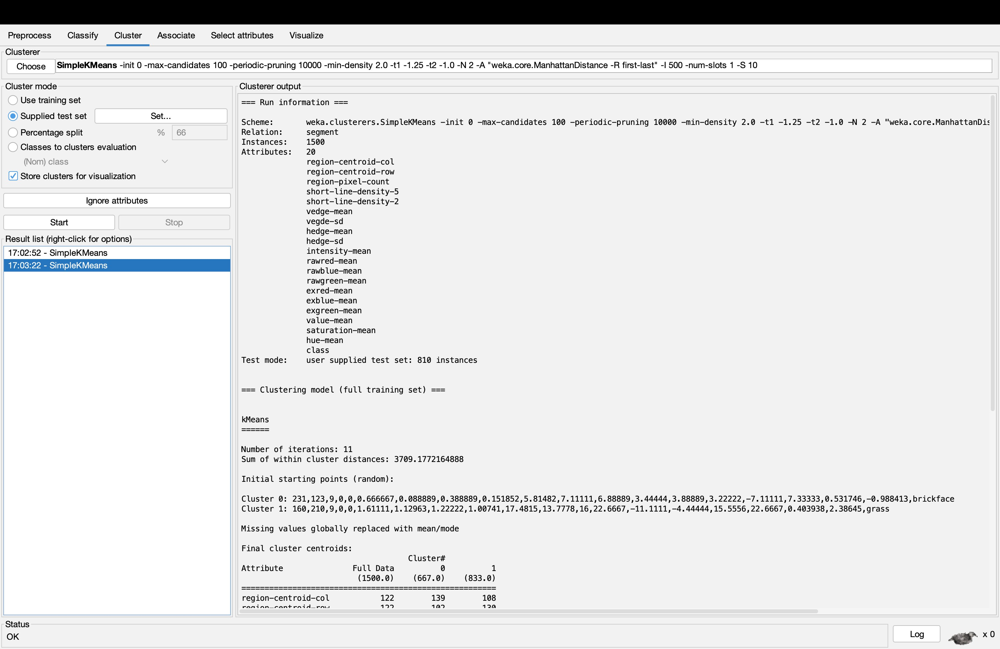 Preprocess Classify Cluster Associate Select attributes Visualize
Clusterer
Choose SimpleKMeans -init 0 -max-candidates 100 -periodic-pruning 10000 -min-density 2.0 -t1 -1.25 -t2 -1.0 -N 2 -A "weka.core.ManhattanDistance -R first-last" -I 500 -num-slots 1 -S 10
Cluster mode
Use training set
Supplied test set Set...
Percentage split % 66
Classes to clusters evaluation
(Nom) class
Store clusters for visualization
Ignore attributes
Start Stop
Result list (right-click for options)
17:02:52 - SimpleKMeans
17:03:22 - SimpleKMeans
Clusterer output
=== Run information ===
Scheme: weka.clusterers.SimpleKMeans -init 0 -max-candidates 100 -periodic-pruning 10000 -min-density 2.0 -t1 -1.25 -t2 -1.0 -N 2 -A "weka.core.ManhattanDis
Relation: segment
Instances: 1500
Attributes: 20
region-centroid-col
region-centroid-row
region-pixel-count
short-line-density-5
short-line-density-2
vedge-mean
vegde-sd
hedge-mean
hedge-sd
intensity-mean
rawred-mean
rawblue-mean
rawgreen-mean
exred-mean
exblue-mean
exgreen-mean
value-mean
saturation-mean
hue-mean
class
Test mode: user supplied test set: 810 instances
=== Clustering model (full training set) ===
kMeans
======
Number of iterations: 11
Sum of within cluster distances: 3709.1772164888
Initial starting points (random):
Cluster 0: 231,123,9,0,0,0.666667,0.088889,0.388889,0.151852,5.81482,7.11111,6.88889,3.44444,3.88889,3.22222,-7.11111,7.33333,0.531746,-0.988413,brickface
Cluster 1: 160,210,9,0,0,1.61111,1.12963,1.22222,1.00741,17.4815,13.7778,16,22.6667,-11.1111,-4.44444,15.5556,22.6667,0.403938,2.38645,grass
Missing values globally replaced with mean/mode
Final cluster centroids:
Cluster#
Attribute Full Data 0 1
(1500.0) (667.0) (833.0)
=======================================================
region-centroid-col 122 139 108
region-centroid-row 122 102 130
Status
OK
Log x 0